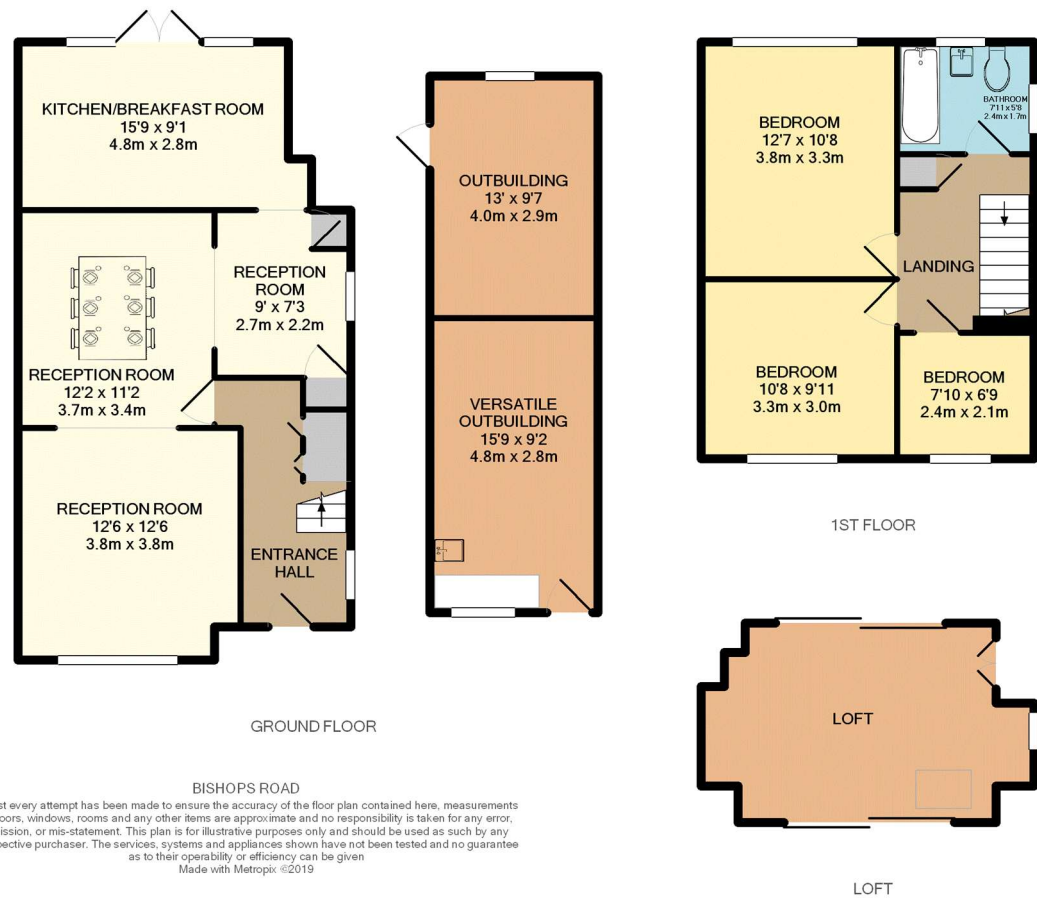 KITCHEN/BREAKFAST ROOM
15'9 x 9'1
4.8m x 2.8m
RECEPTION
ROOM
9' x 7'3
2.7m x 2.2m
RECEPTION ROOM
12'2 x 11'2
3.7m x 3.4m
RECEPTION ROOM
12'6 x 12'6
3.8m x 3.8m
ENTRANCE
HALL
GROUND FLOOR
OUTBUILDING
13' x 9'7
4.0m x 2.9m
VERSATILE
OUTBUILDING
15'9 x 9'2
4.8m x 2.8m
BEDROOM
12'7 x 10'8
3.8m x 3.3m
BATHROOM
7'11 x 5'8
2.4m x 1.7m
LANDING
BEDROOM
10'8 x 9'11
3.3m x 3.0m
BEDROOM
7'10 x 6'9
2.4m x 2.1m
1ST FLOOR
LOFT
LOFT
BISHOPS ROAD
st every attempt has been made to ensure the accuracy of the floor plan contained here, measurements
oors, windows, rooms and any other items are approximate and no responsibility is taken for any error,
ission, or mis-statement. This plan is for illustrative purposes only and should be used as such by any
pective purchaser. The services, systems and appliances shown have not been tested and no guarantee
as to their operability or efficiency can be given
Made with Metropix ©2019